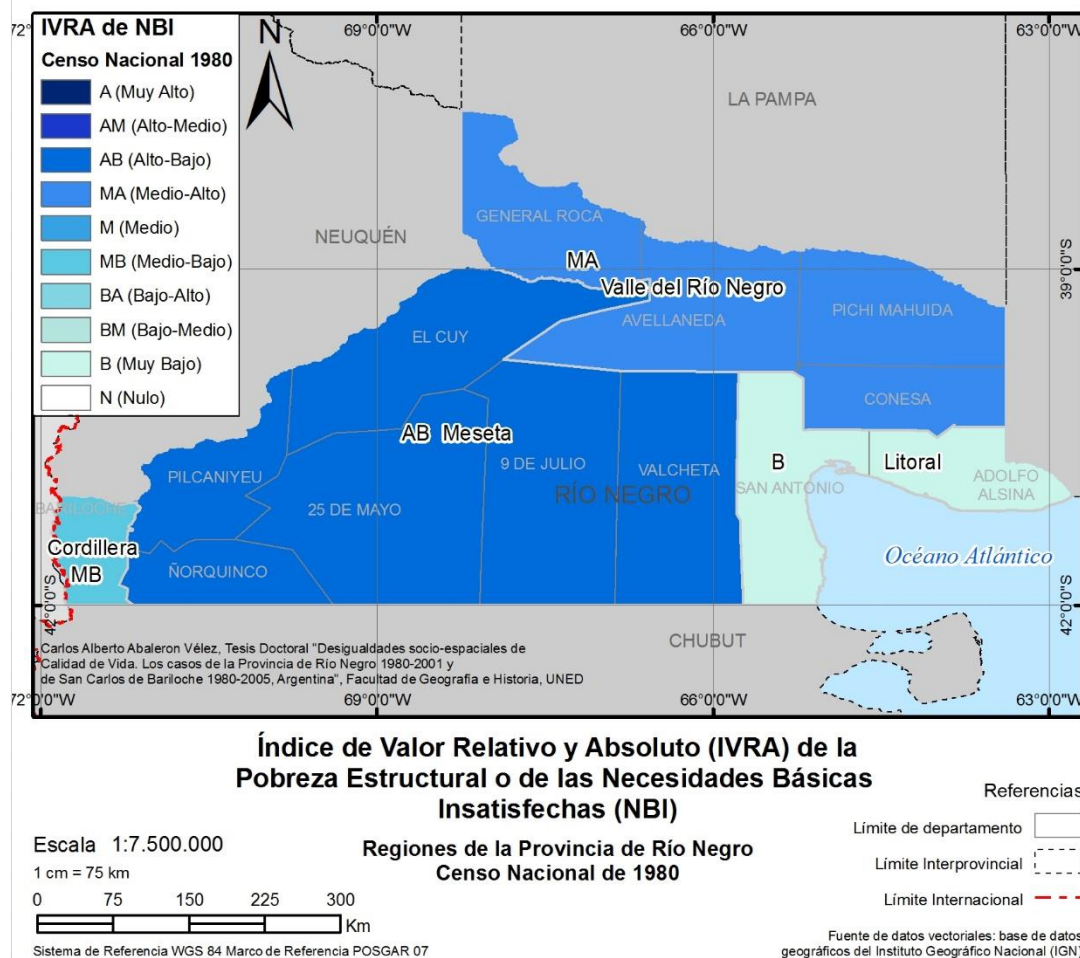 IVRA de NBI
Censo Nacional 1980
A (Muy Alto)
AM (Alto-Medio)
AB (Alto-Bajo)
MA (Medio-Alto)
M (Medio)
MB (Medio-Bajo)
BA (Bajo-Alto)
BM (Bajo-Medio)
B (Muy Bajo)
N (Nulo)
72°0'0"W
69°0'0"W
66°0'0"W
63°0'0"W
N
LA PAMPA
NEUQUÉN
GENERAL ROCA
MA
Valle del Río Negro
39°0'0"S
39°0'0"S
AVELLANEDA
PICHI MAHUIDA
EL CUY
CONESA
AB Meseta
9 DE JULIO
VALCHETA
B
Litoral
PILCANIYEU
SAN ANTONIO
ADOLFO
ALSINA
RÍO NEGRO
25 DE MAYO
BARILOCHE
Cordillera
MB
ÑORQUINCO
Océano Atlántico
42°0'0"S
42°0'0"S
CHUBUT
Carlos Alberto Abaleron Vélez, Tesis Doctoral "Desigualdades socio-espaciales de
Calidad de Vida. Los casos de la Provincia de Río Negro 1980-2001 y
de San Carlos de Bariloche 1980-2005, Argentina", Facultad de Geografía e Historia, UNED
72°0'0"W
69°0'0"W
66°0'0"W
63°0'0"W
Índice de Valor Relativo y Absoluto (IVRA) de la
Pobreza Estructural o de las Necesidades Básicas
Insatisfechas (NBI)
Regiones de la Provincia de Río Negro
Censo Nacional de 1980
Escala 1:7.500.000
1 cm = 75 km
0 75 150 225 300
Km
Sistema de Referencia WGS 84 Marco de Referencia POSGAR 07
Referencias
Límite de departamento
Límite Interprovincial
Límite Internacional
Fuente de datos vectoriales: base de datos
geográficos del Instituto Geográfico Nacional (IGN)